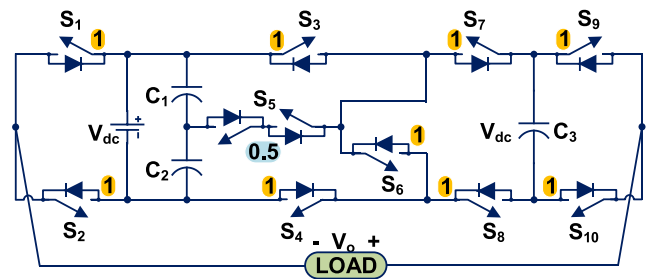 S1 1 S3 1 S7 1 1 S9
C1 S5
Vdc + Vdc C3
0.5 1
C2 S6
1 1 1 1
S2 S4 S8 S10
- Vo +
LOAD